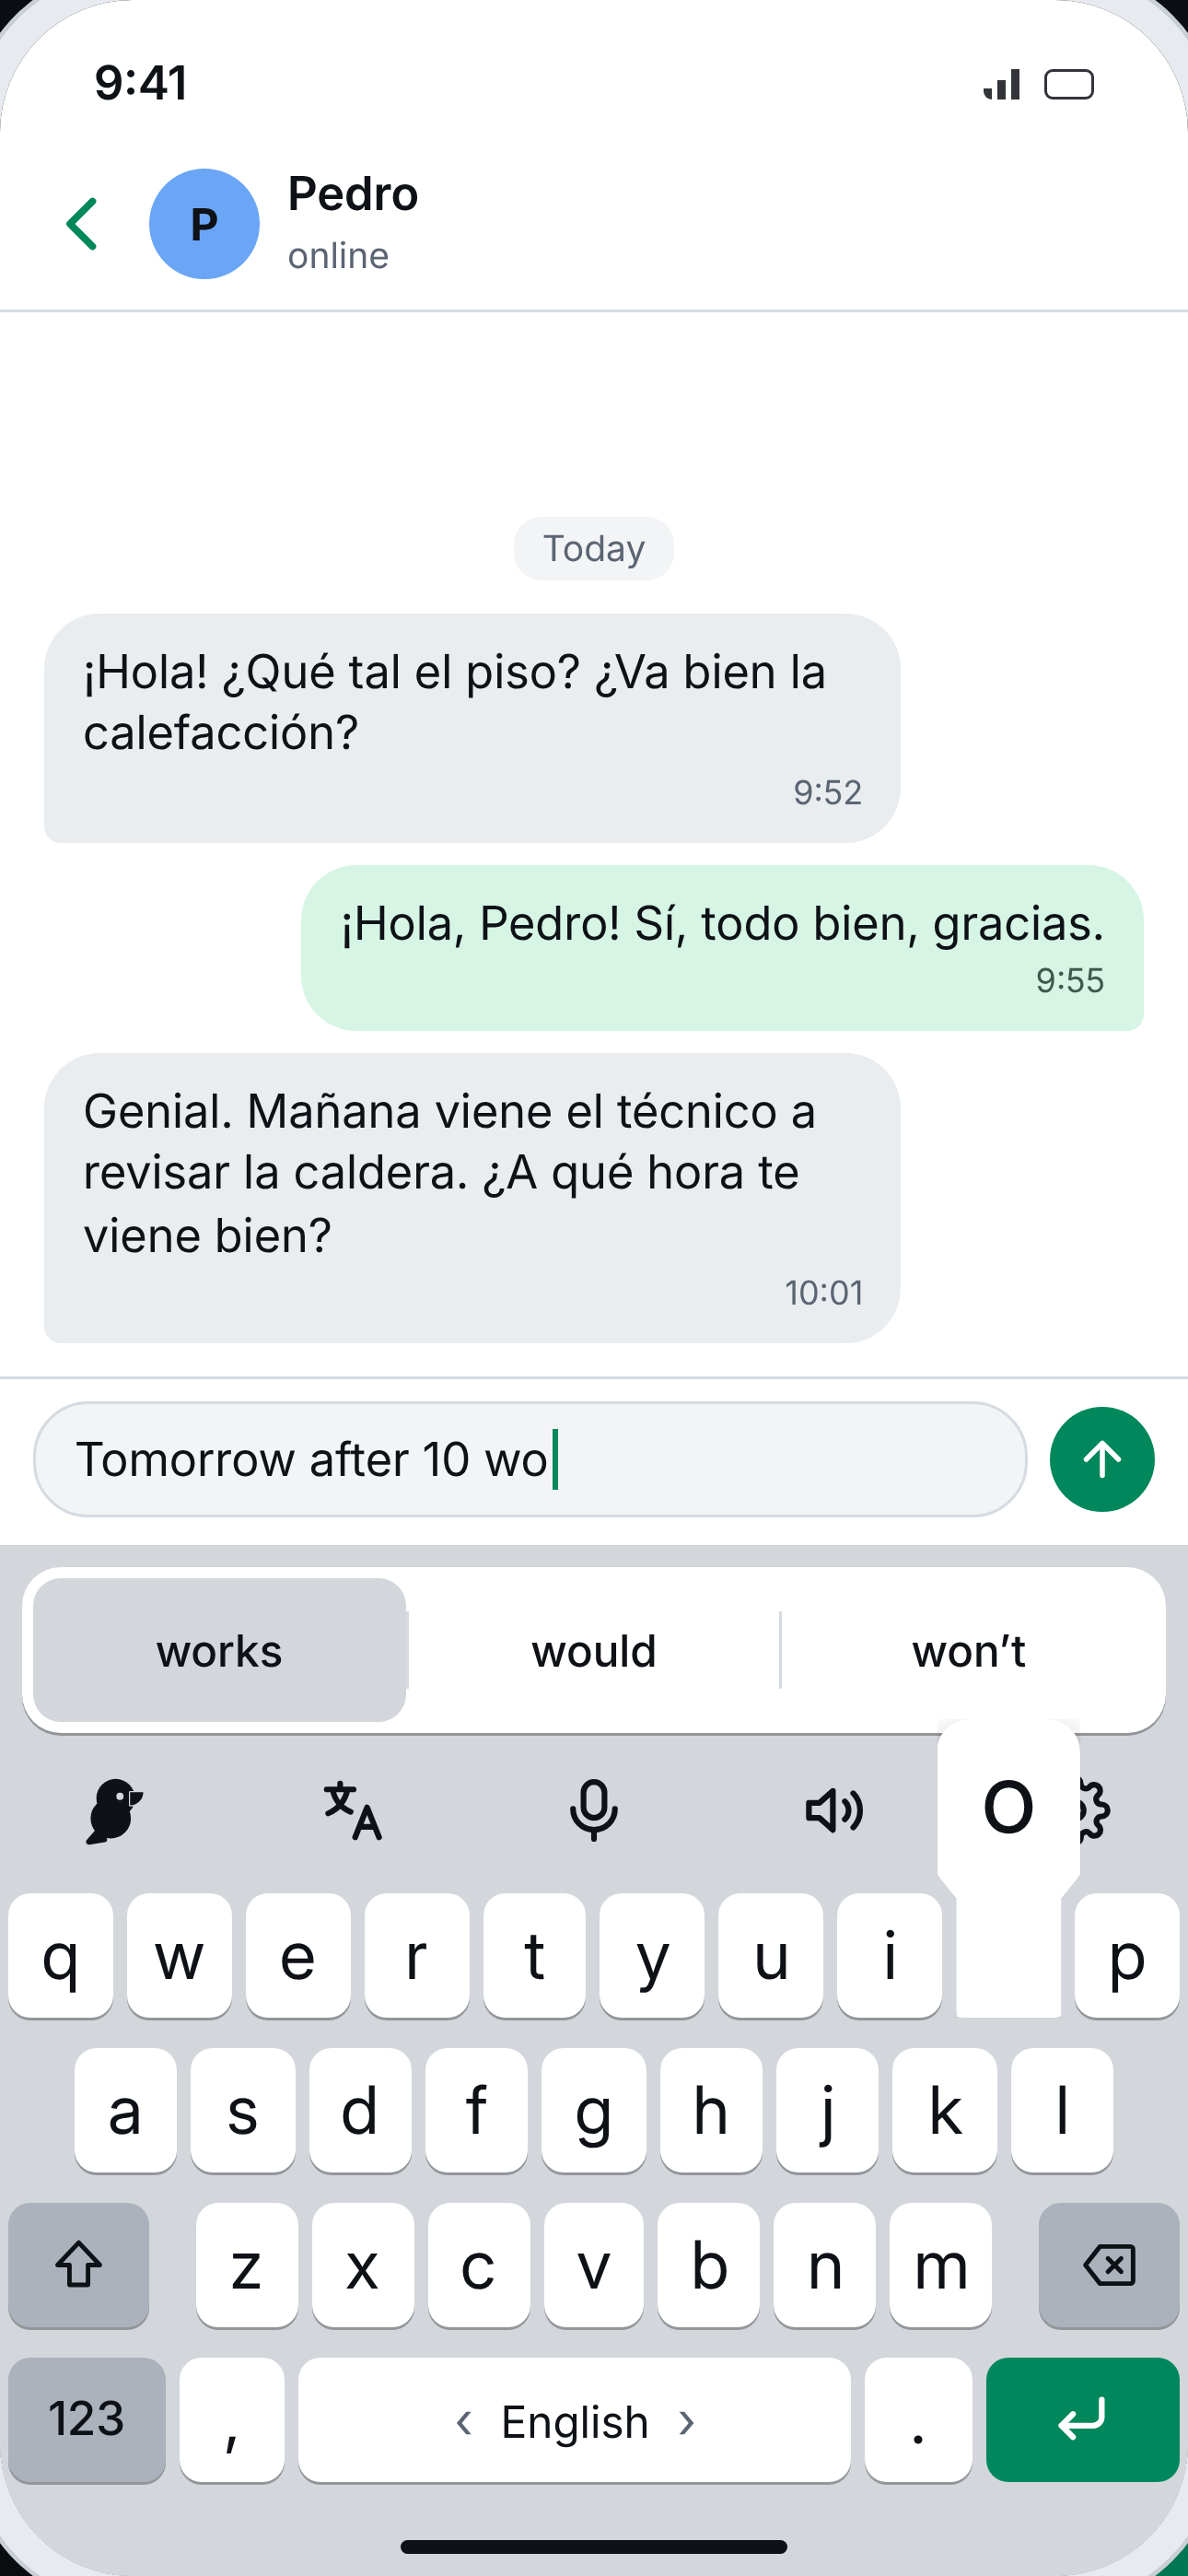 9:41
P
Pedro
online
Today
¡Hola! ¿Qué tal el piso? ¿Va bien la
calefacción?
9:52
¡Hola, Pedro! Sí, todo bien, gracias.
9:55
Genial. Mañana viene el técnico a
revisar la caldera. ¿A qué hora te
viene bien?
10:01
Tomorrow after 10 wo
works would won’t
o
q w e r t y u i p
a s d f g h j k l
z x c v b n m
123 , ‹ English › .